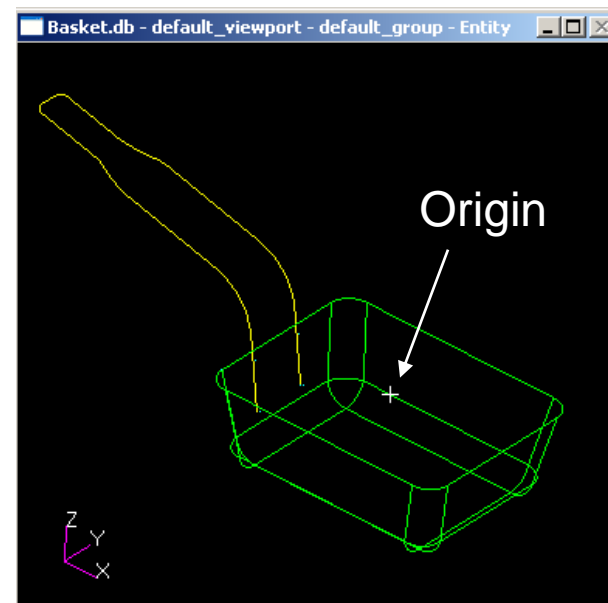 Basket.db - default_viewport - default_group - Entity
Origin
Z
Y
X